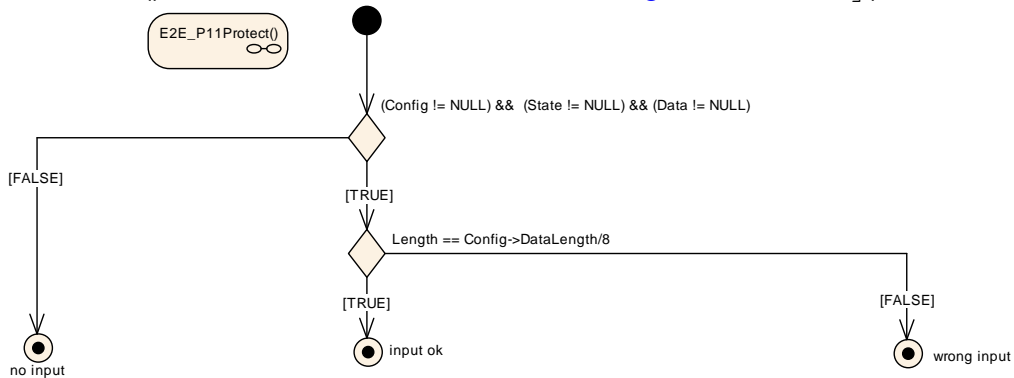 E2E_P11Protect()
(Config != NULL) && (State != NULL) && (Data != NULL)
[FALSE]
[TRUE]
Length == Config->DataLength/8
[TRUE]
[FALSE]
input ok
wrong input
no input